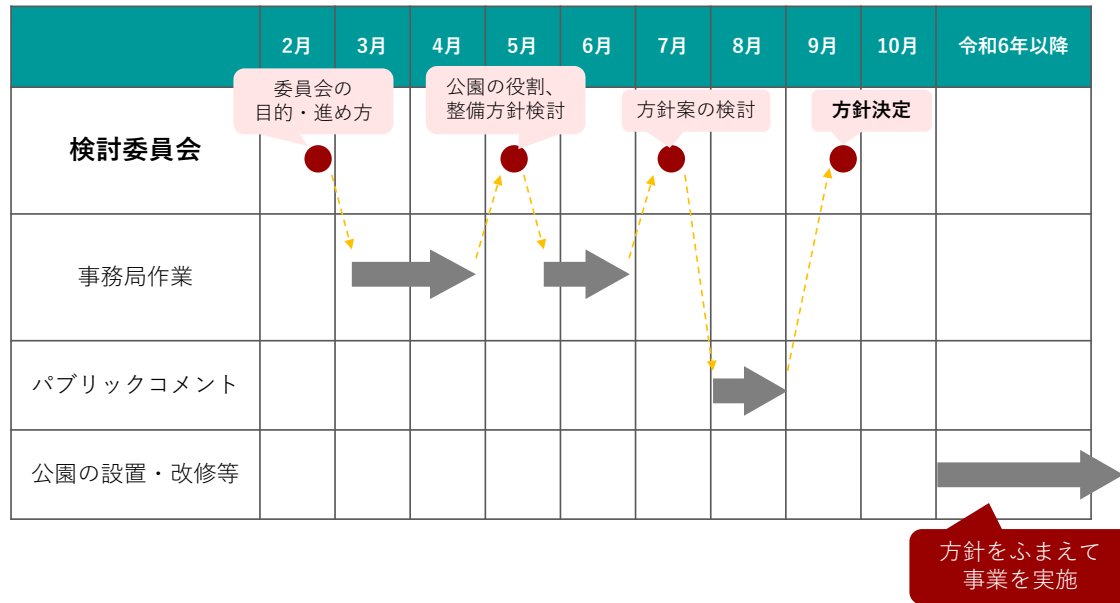 2月 3月 4月 5月 6月 7月 8月 9月 10月 令和6年以降
委員会の
目的・進め方
公園の役割、
整備方針検討
方針案の検討
方針決定
検討委員会
事務局作業
パブリックコメント
公園の設置・改修等
方針をふまえて
事業を実施